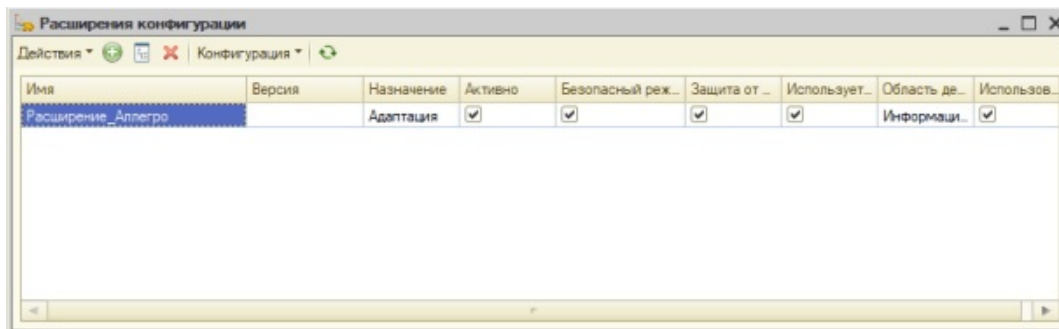 Расширения конфигурации
Действия Конфигурация
Имя Версия Назначение Активно Безопасный реж... Защита от ... Использует... Область де... Использов...
Расширение_Аллегро Адаптация Информаци...